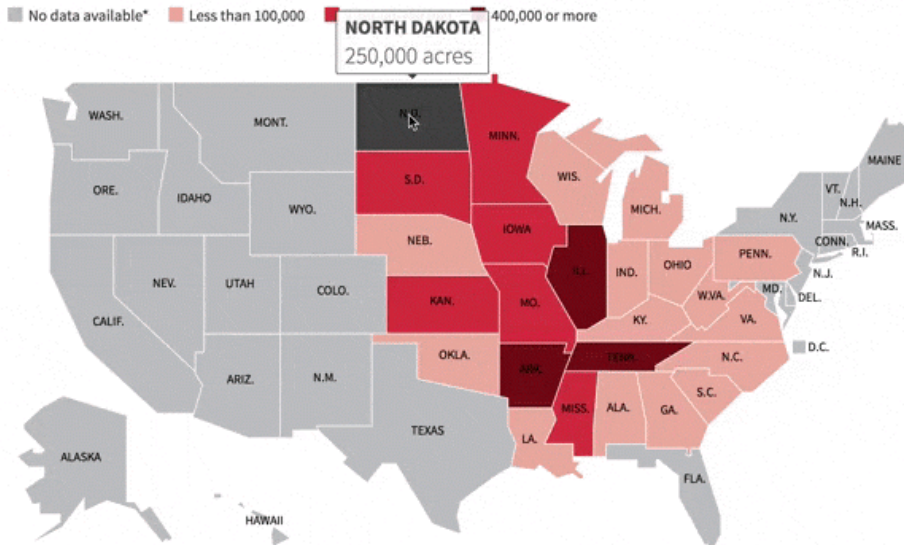 No data available*
Less than 100,000
400,000 or more
NORTH DAKOTA
250,000 acres
WASH.
MONT.
N.D.
MINN.
MAINE
ORE.
IDAHO
S.D.
WIS.
VT.
N.H.
WYO.
MICH.
N.Y.
MASS.
NEB.
IOWA
CONN.
R.I.
NEV.
UTAH
COLO.
ILL.
IND.
OHIO
PENN.
N.J.
MD.
DEL.
KAN.
MO.
W.VA.
CALIF.
KY.
VA.
D.C.
ARIZ.
N.M.
OKLA.
ARK.
TENN.
N.C.
S.C.
TEXAS
MISS.
ALA.
GA.
LA.
ALASKA
FLA.
HAWAII